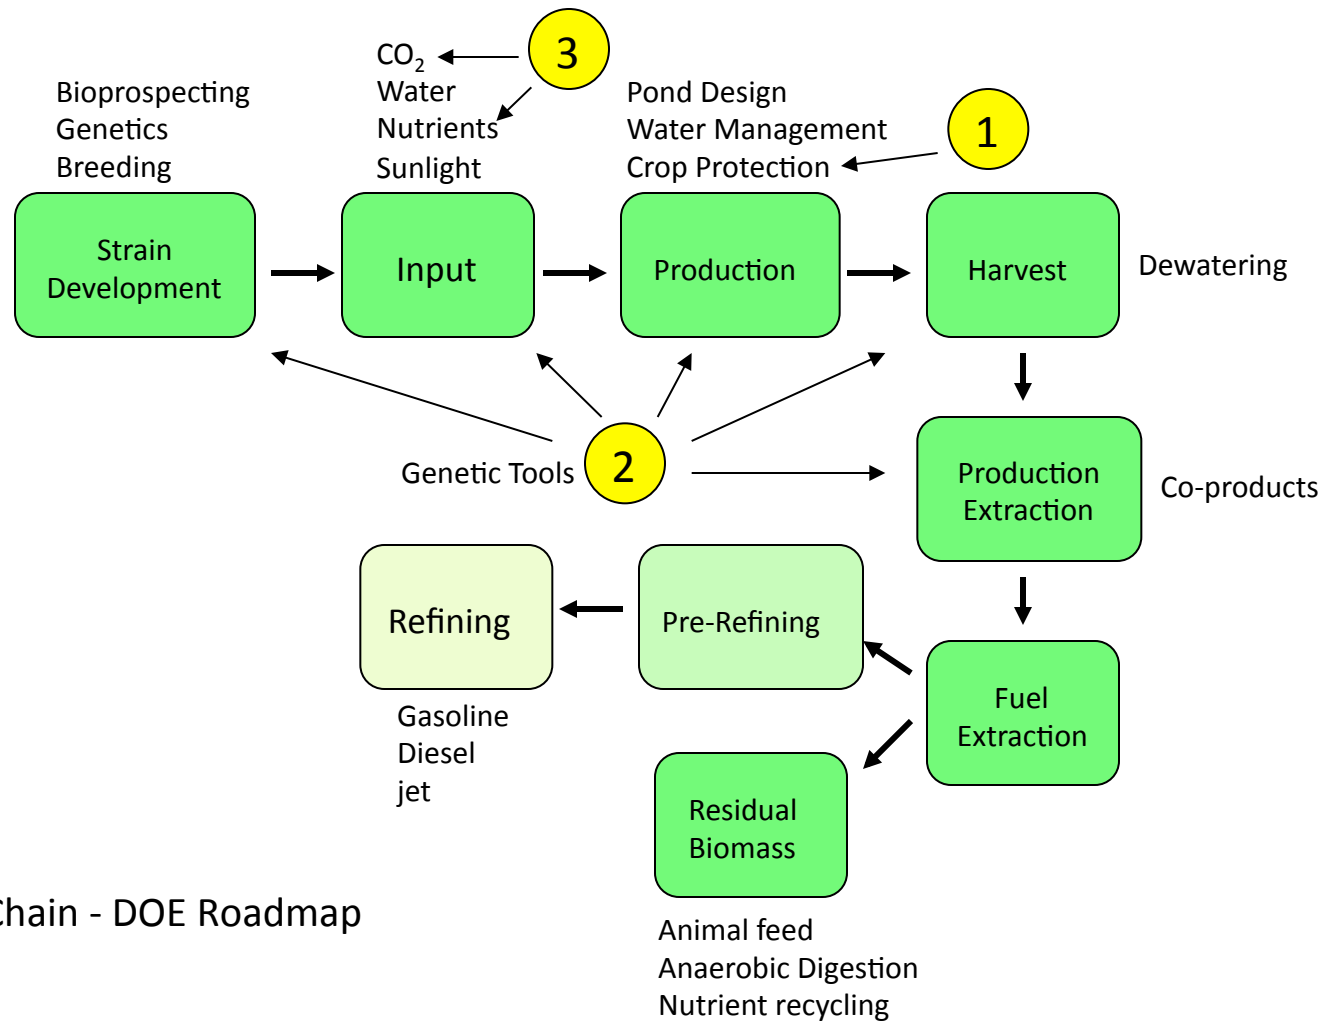 CO₂
Water
Nutrients
Sunlight
3
Bioprospecting
Genetics
Breeding
Pond Design
Water Management
Crop Protection
1
Strain
Development
Input
Production
Harvest
Dewatering
Genetic Tools
2
Production
Extraction
Co-products
Refining
Pre-Refining
Fuel
Extraction
Gasoline
Diesel
jet
Residual
Biomass
Chain - DOE Roadmap
Animal feed
Anaerobic Digestion
Nutrient recycling